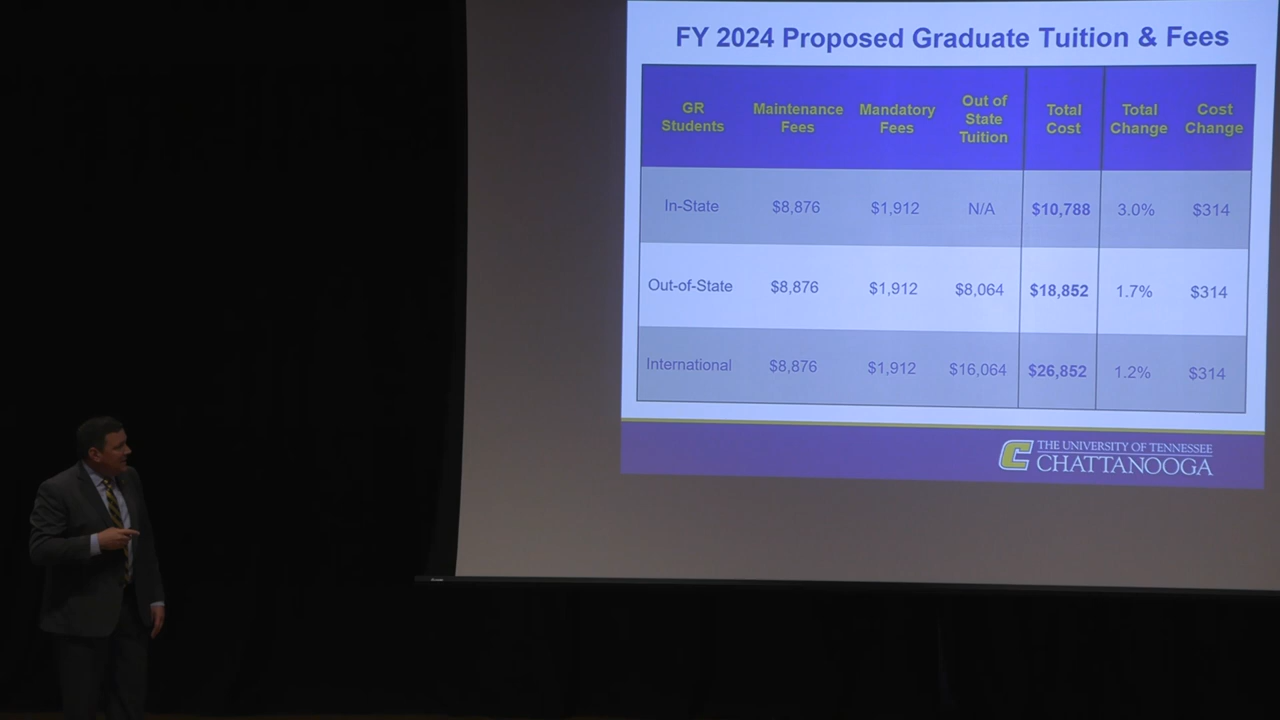 FY 2024 Proposed Graduate Tuition & Fees
GR Students Maintenance Fees Mandatory Fees Out of State Tuition Total Cost Total Change Cost Change
In-State $8,876 $1,912 N/A $10,788 3.0% $314
Out-of-State $8,876 $1,912 $8,064 $18,852 1.7% $314
International $8,876 $1,912 $16,064 $26,852 1.2% $314
C
THE UNIVERSITY OF TENNESSEE
CHATTANOOGA